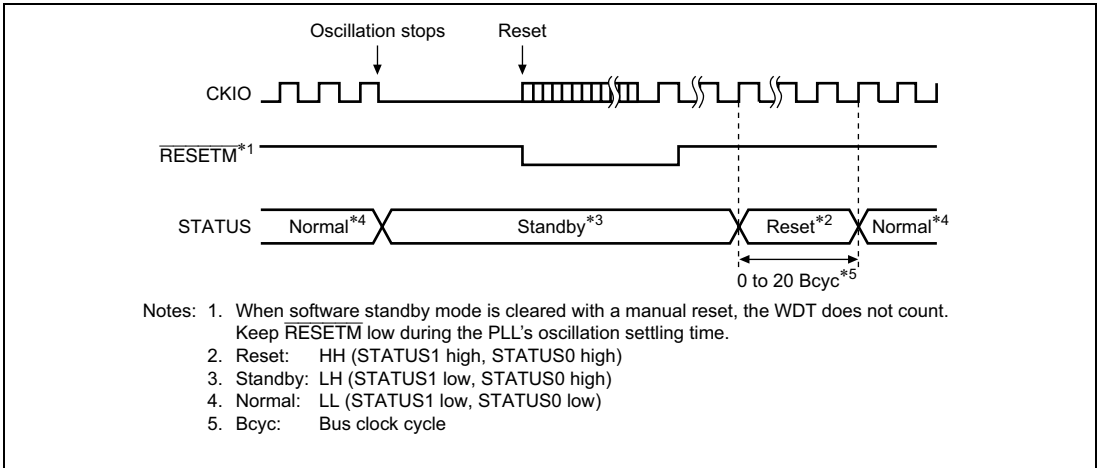 Oscillation stops Reset
CKIO
RESETM*1
STATUS Normal*4 Standby*3 Reset*2 Normal*4
0 to 20 Bcyc*5
Notes: 1. When software standby mode is cleared with a manual reset, the WDT does not count.
Keep RESETM low during the PLL's oscillation settling time.
2. Reset: HH (STATUS1 high, STATUS0 high)
3. Standby: LH (STATUS1 low, STATUS0 high)
4. Normal: LL (STATUS1 low, STATUS0 low)
5. Bcyc: Bus clock cycle